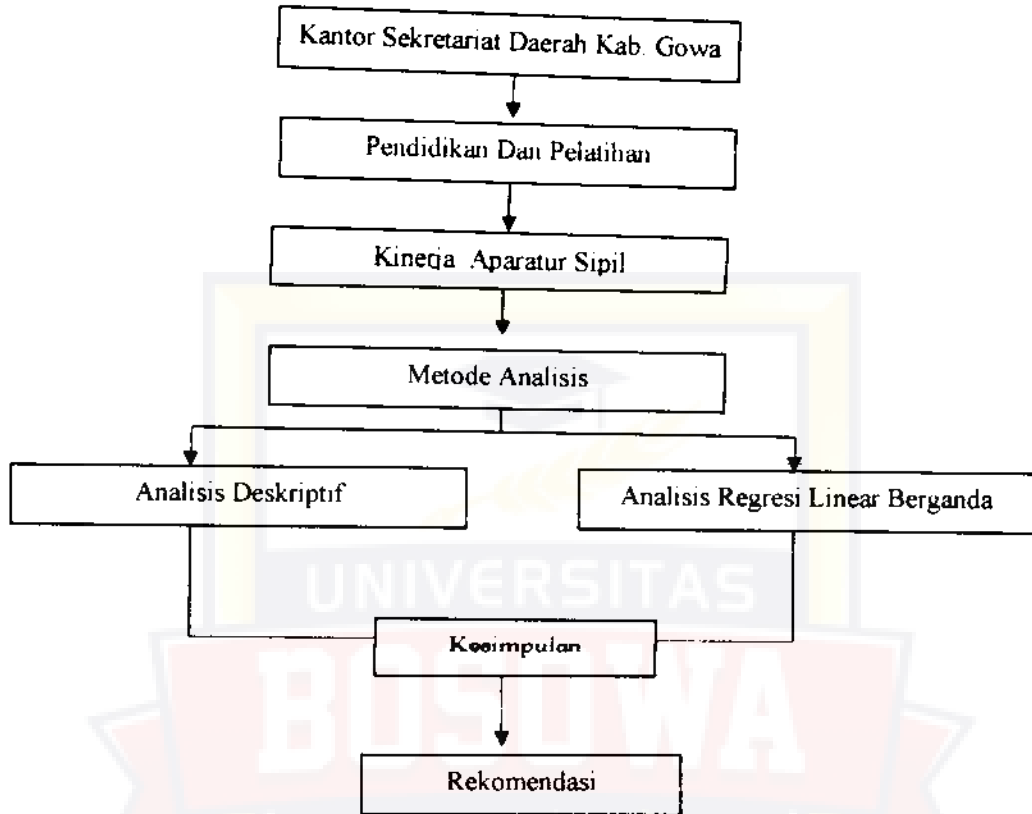 Kantor Sekretariat Daerah Kab. Gowa
Pendidikan Dan Pelatihan
Kinerja Aparatur Sipil
Metode Analisis
Analisis Deskriptif
Analisis Regresi Linear Berganda
UNIVERSITAS
Kesimpulan
BOSOWA
Rekomendasi